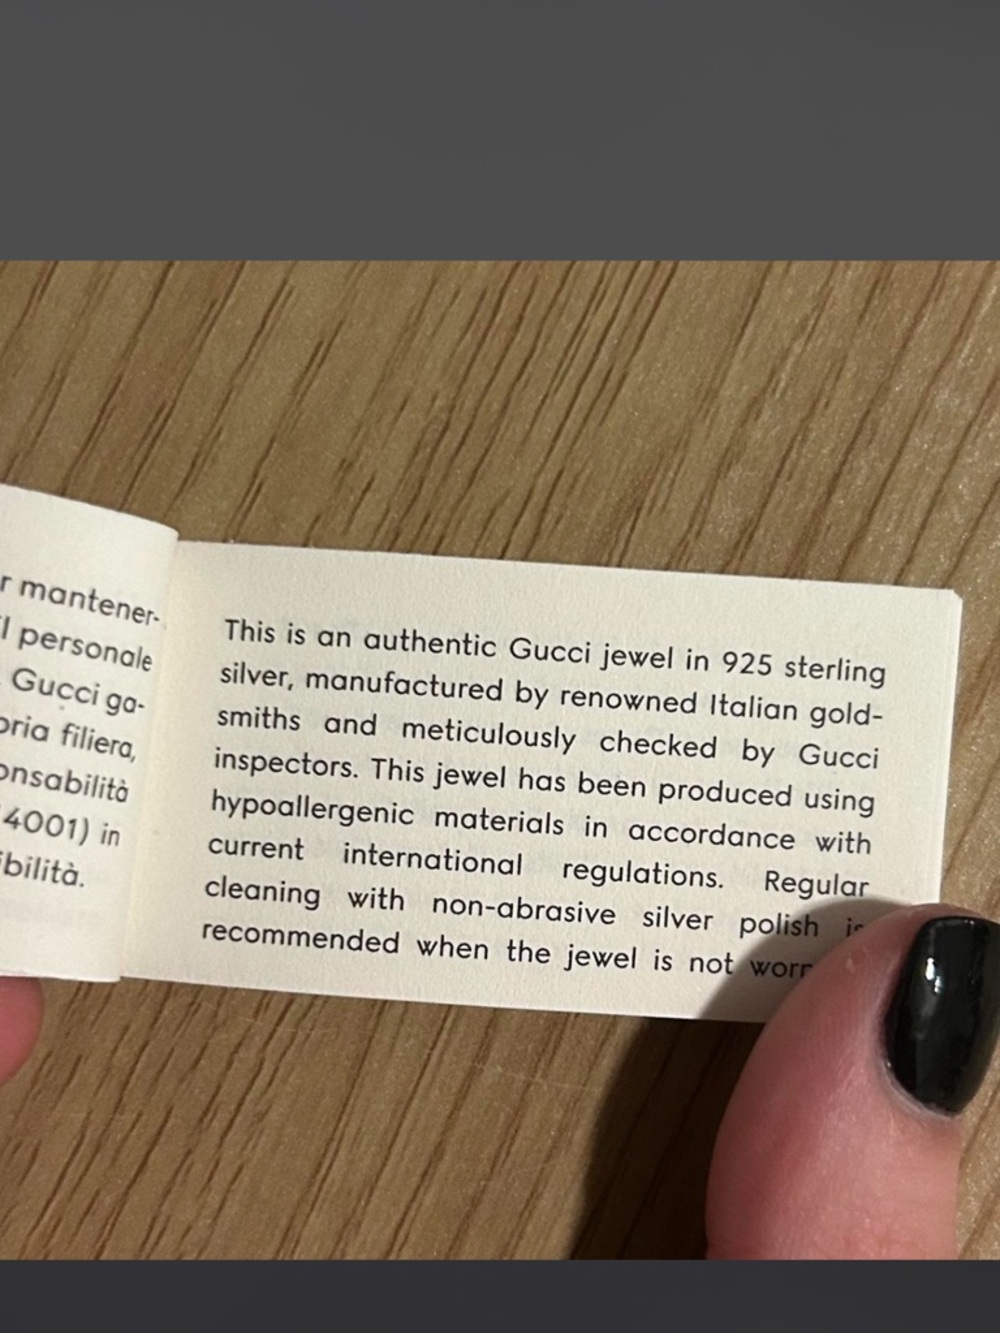 r mantener-
l personale
Gucci ga-
oria filiera,
onsabilità
14001) in
ibilità.
This is an authentic Gucci jewel in 925 sterling
silver, manufactured by renowned Italian gold-
smiths and meticulously checked by Gucci
inspectors. This jewel has been produced using
hypoallergenic materials in accordance with
current international regulations. Regular
cleaning with non-abrasive silver polish is
recommended when the jewel is not worn